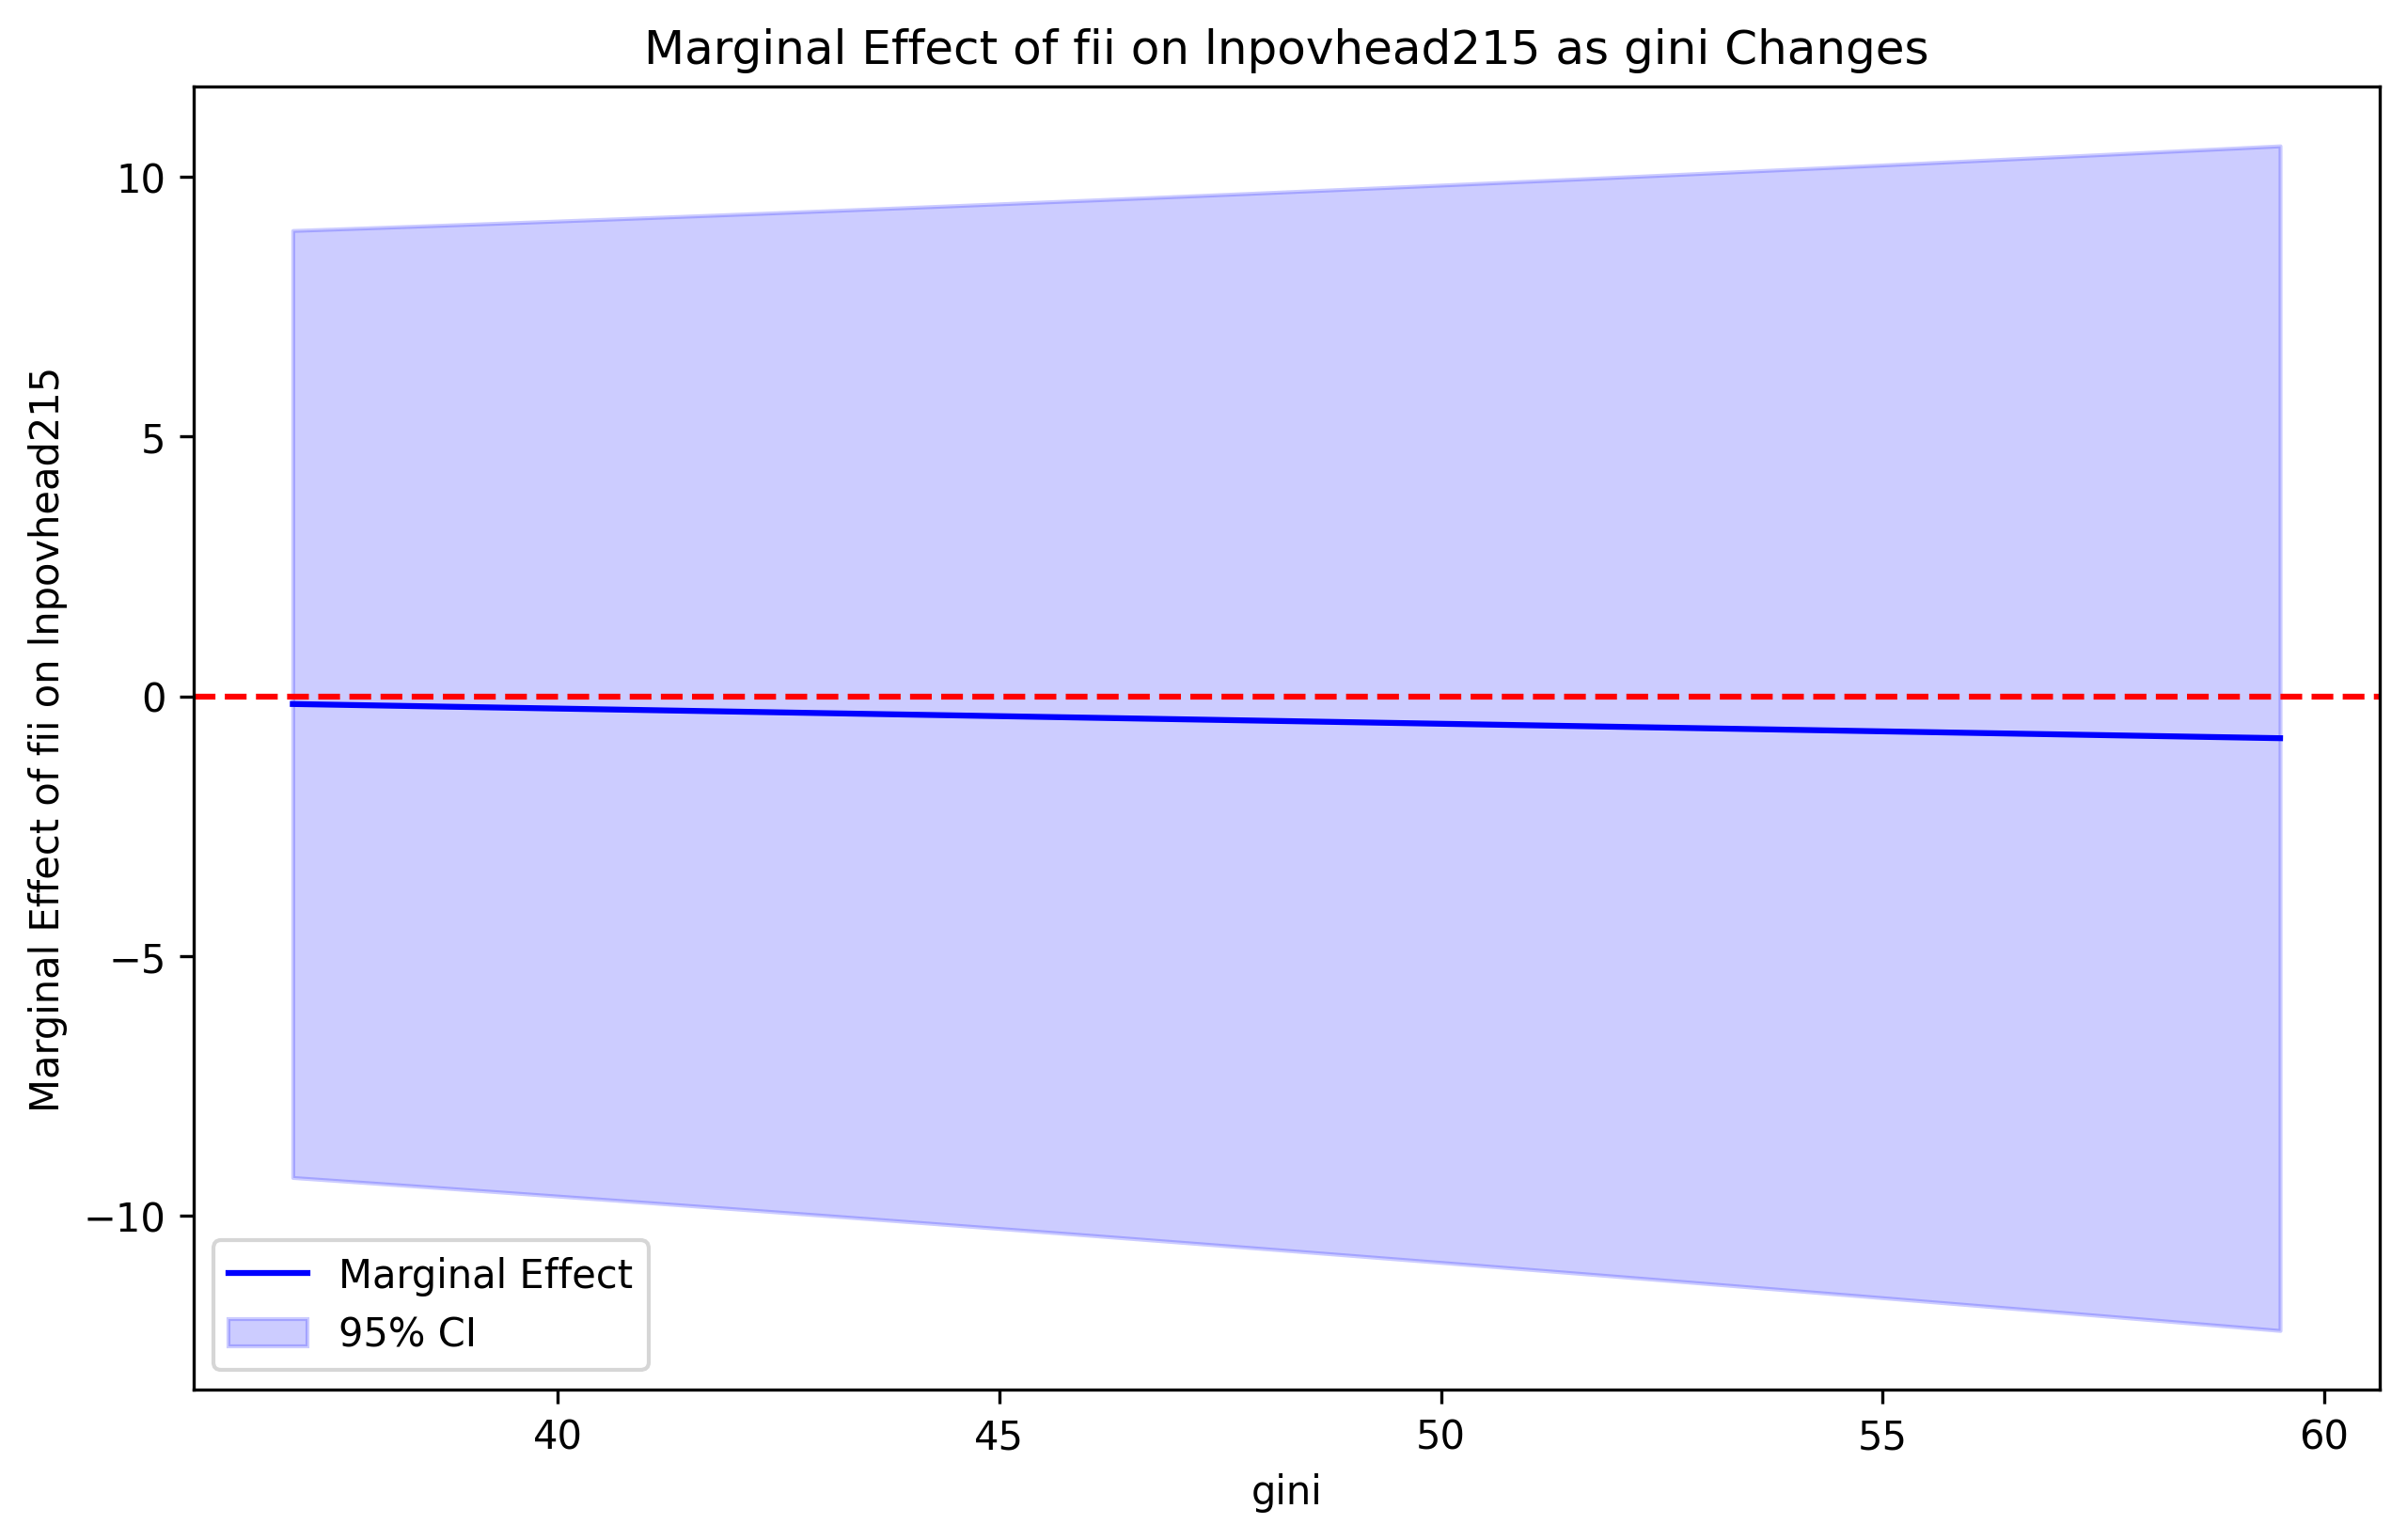 Marginal Effect of fii on lnpovhead215 as gini Changes
Marginal Effect of fii on lnpovhead215
10
5
0
−5
−10
Marginal Effect
95% CI
40 45 50 55 60
gini